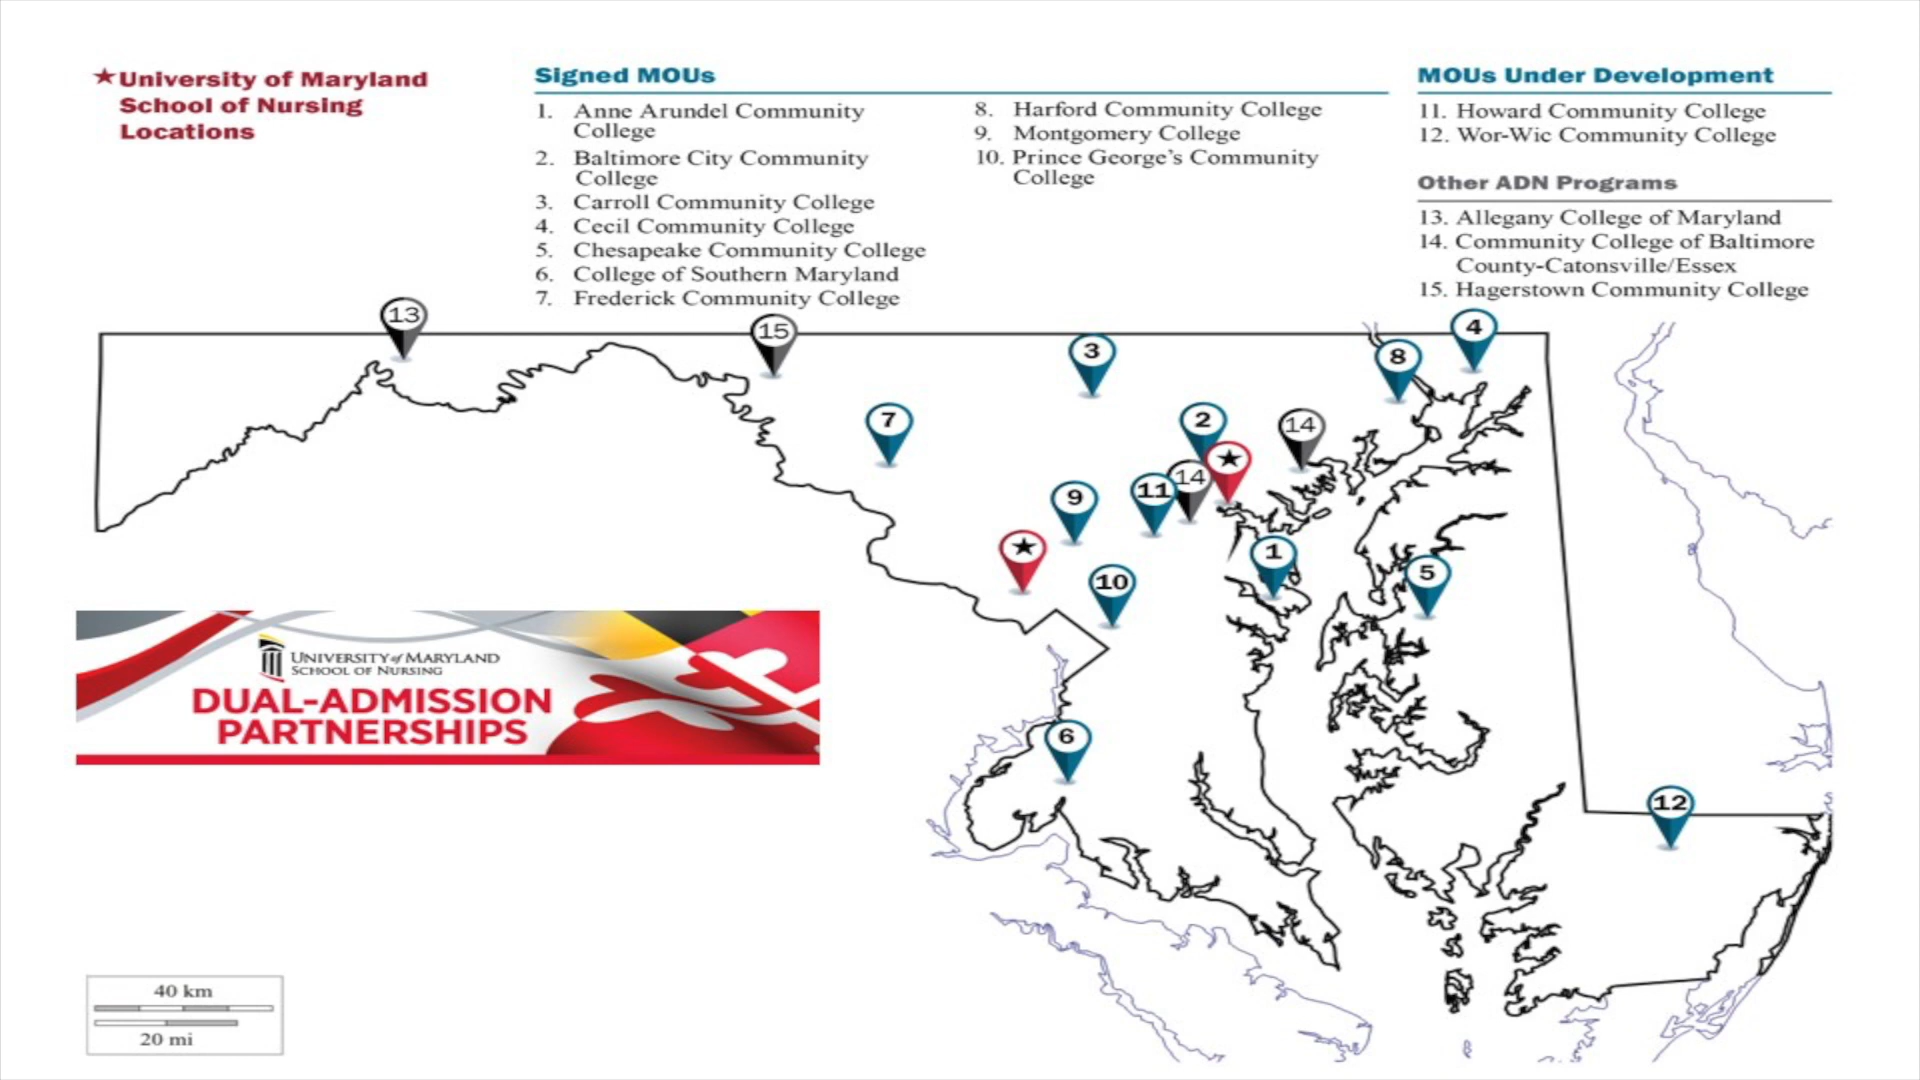 ★University of Maryland
School of Nursing
Locations
Signed MOUs
1. Anne Arundel Community
College
2. Baltimore City Community
College
3. Carroll Community College
4. Cecil Community College
5. Chesapeake Community College
6. College of Southern Maryland
7. Frederick Community College
8. Harford Community College
9. Montgomery College
10. Prince George's Community
College
MOUs Under Development
11. Howard Community College
12. Wor-Wic Community College
Other ADN Programs
13. Allegany College of Maryland
14. Community College of Baltimore
County-Catonsville/Essex
15. Hagerstown Community College
13
15
3
8
4
7
2
14
9
11
14
1
10
5
6
12
UNIVERSITY of MARYLAND
SCHOOL OF NURSING
DUAL-ADMISSION
PARTNERSHIPS
40 km
20 mi